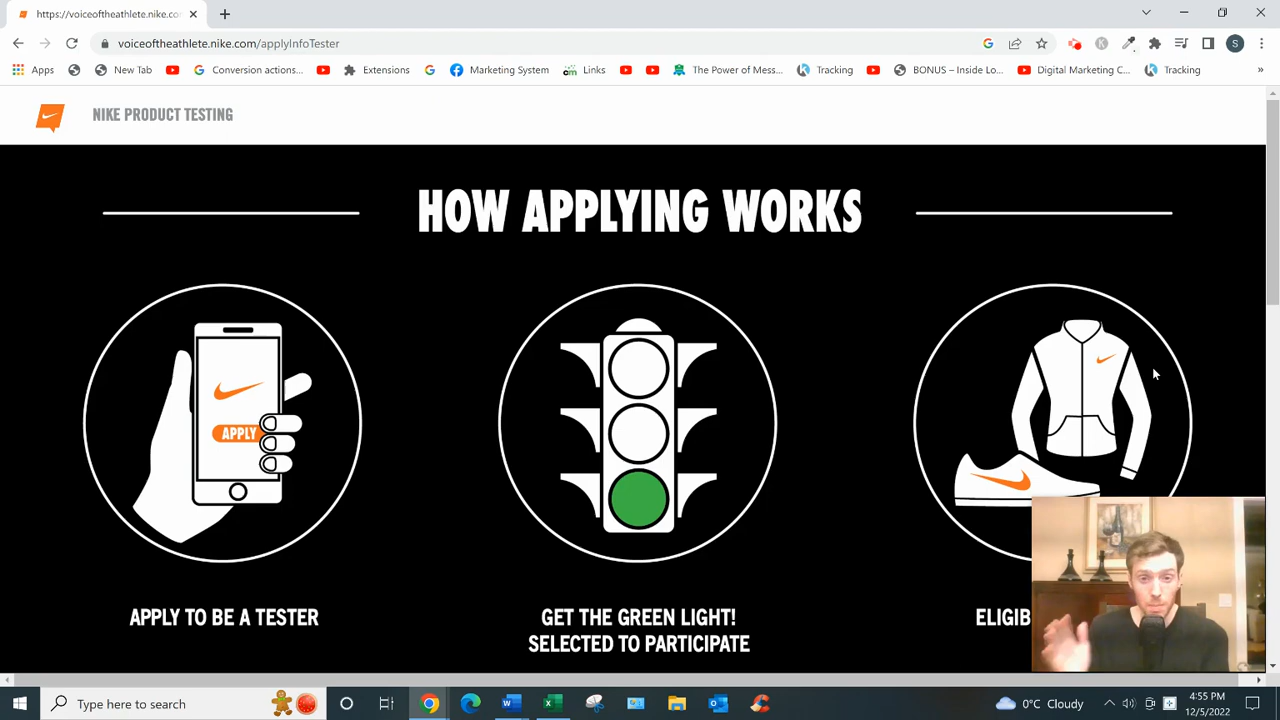 https://voiceoftheathlete.nike.co
voiceoftheathlete.nike.com/applyInfoTester
Apps
New Tab
Conversion actions...
Extensions
Marketing System
Links
The Power of Mess...
Tracking
BONUS – Inside Lo...
Digital Marketing C...
Tracking
NIKE PRODUCT TESTING
HOW APPLYING WORKS
APPLY
APPLY TO BE A TESTER
GET THE GREEN LIGHT!
SELECTED TO PARTICIPATE
ELIGIB
Type here to search
0°C Cloudy
4:55 PM
12/5/2022